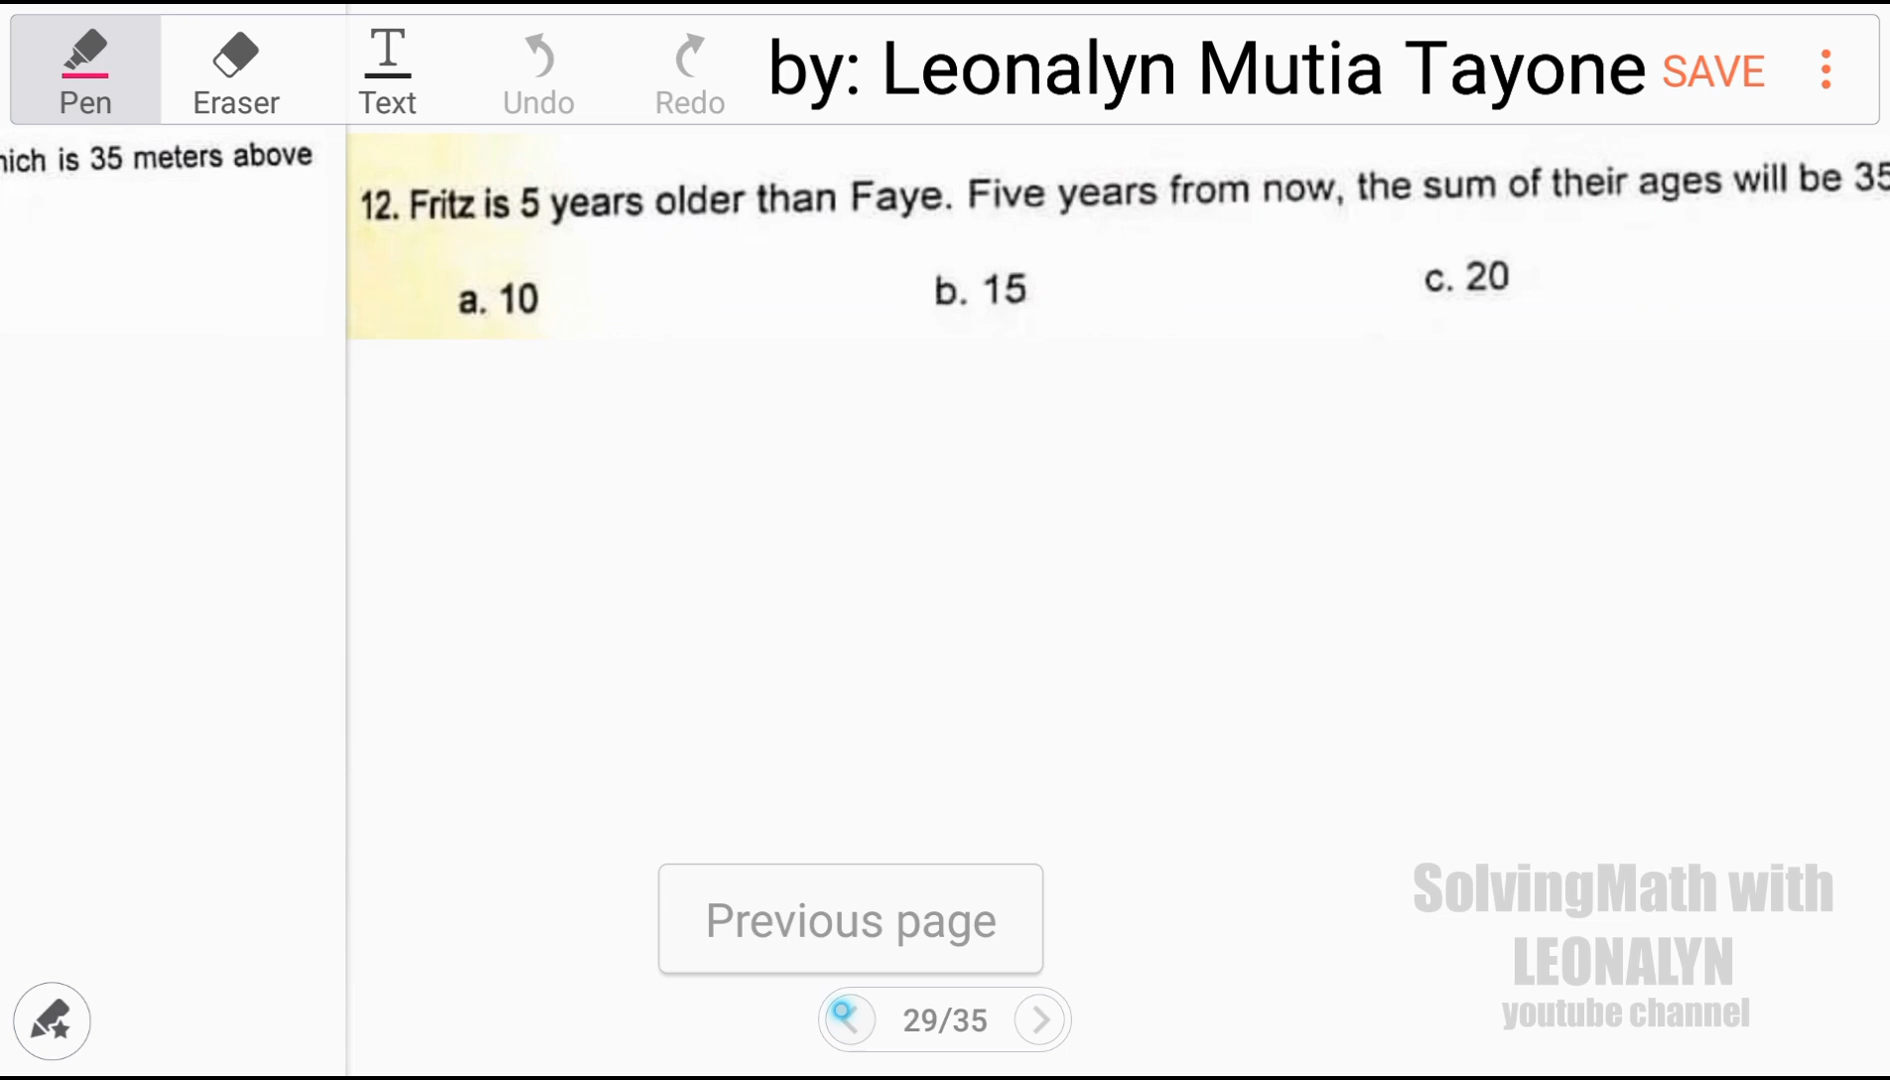 by: Leonalyn Mutia Tayone
SAVE
Pen
Eraser
Text
Undo
Redo
is 35 meters above
12. Fritz is 5 years older than Faye. Five years from now, the sum of their ages will be 35
a. 10
b. 15
c. 20
Previous page
29/35
SolvingMath with
LEONALYN
youtube channel